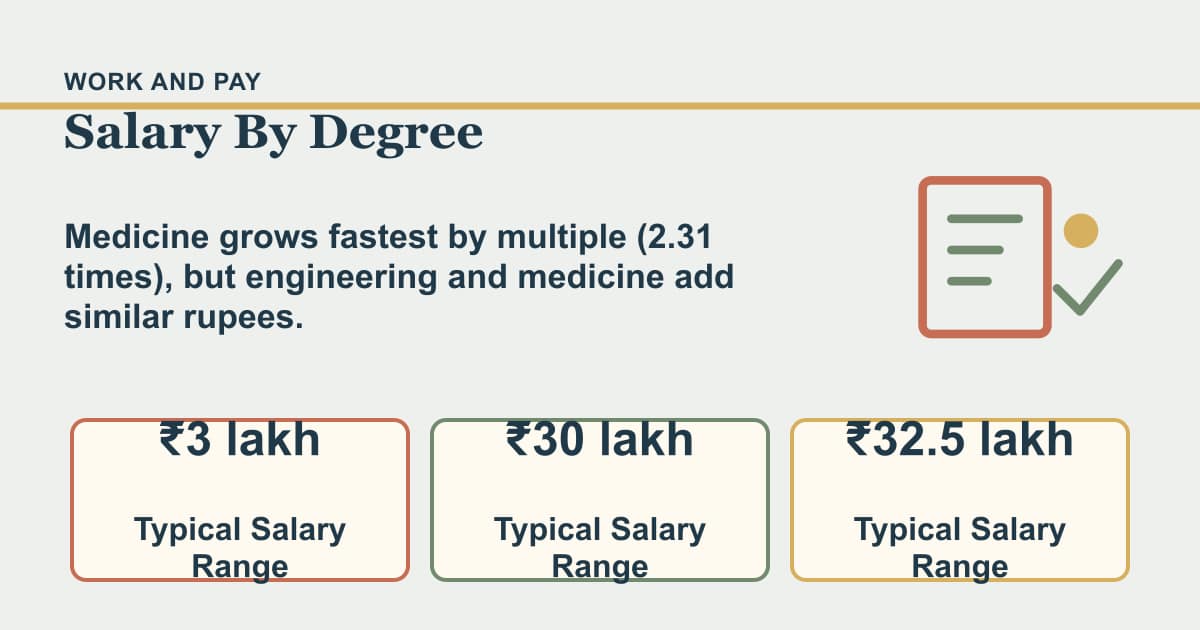 WORK AND PAY
Salary By Degree
Medicine grows fastest by multiple (2.31
times), but engineering and medicine add
similar rupees.
₹3 lakh
Typical Salary
Range
₹30 lakh
Typical Salary
Range
₹32.5 lakh
Typical Salary
Range